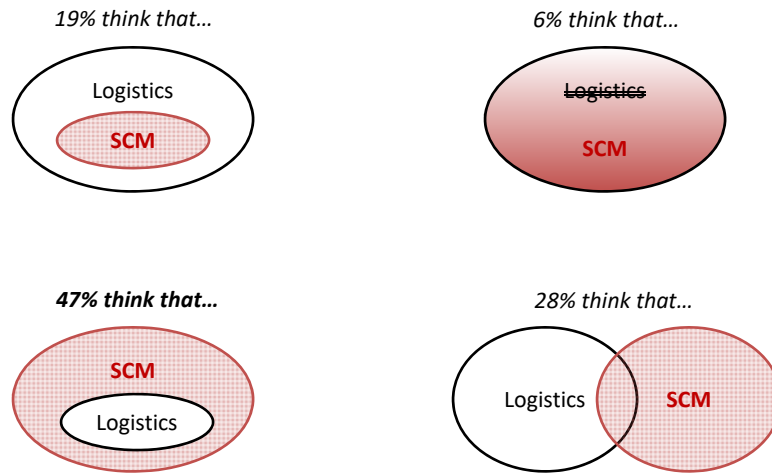 19% think that…
Logistics
SCM
6% think that…
Logistics
SCM
47% think that…
SCM
Logistics
28% think that…
Logistics
SCM